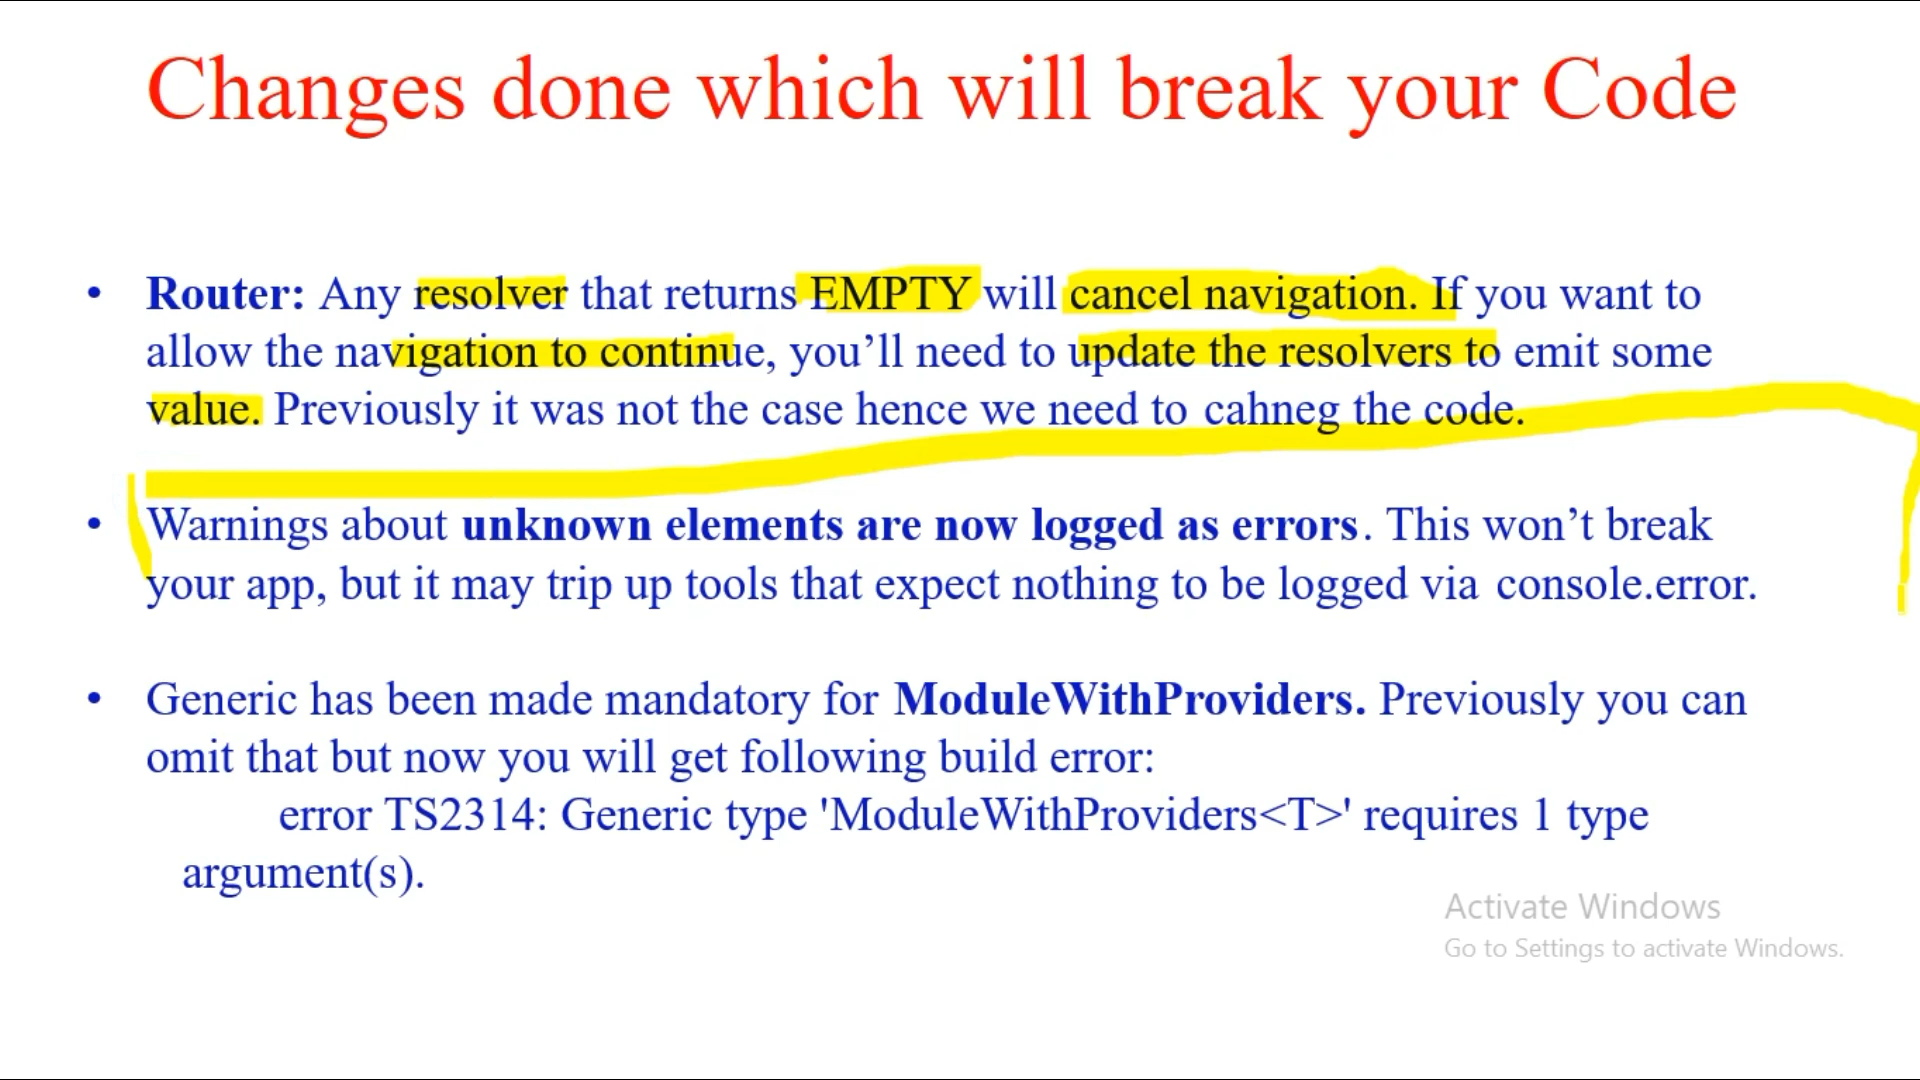 Changes done which will break your Code
• Router: Any resolver that returns EMPTY will cancel navigation. If you want to
allow the navigation to continue, you’ll need to update the resolvers to emit some
value. Previously it was not the case hence we need to cahneg the code.
• Warnings about unknown elements are now logged as errors. This won’t break
your app, but it may trip up tools that expect nothing to be logged via console.error.
• Generic has been made mandatory for ModuleWithProviders. Previously you can
omit that but now you will get following build error:
error TS2314: Generic type 'ModuleWithProviders<T>' requires 1 type
argument(s).
Activate Windows
Go to Settings to activate Windows.